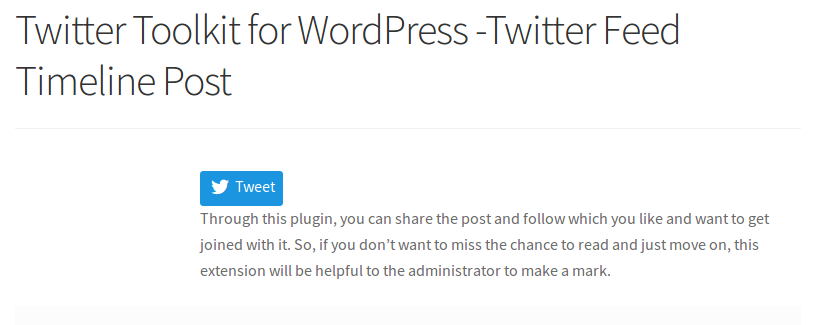 Twitter Toolkit for WordPress -Twitter Feed
Timeline Post
Tweet
Through this plugin, you can share the post and follow which you like and want to get
joined with it. So, if you don’t want to miss the chance to read and just move on, this
extension will be helpful to the administrator to make a mark.